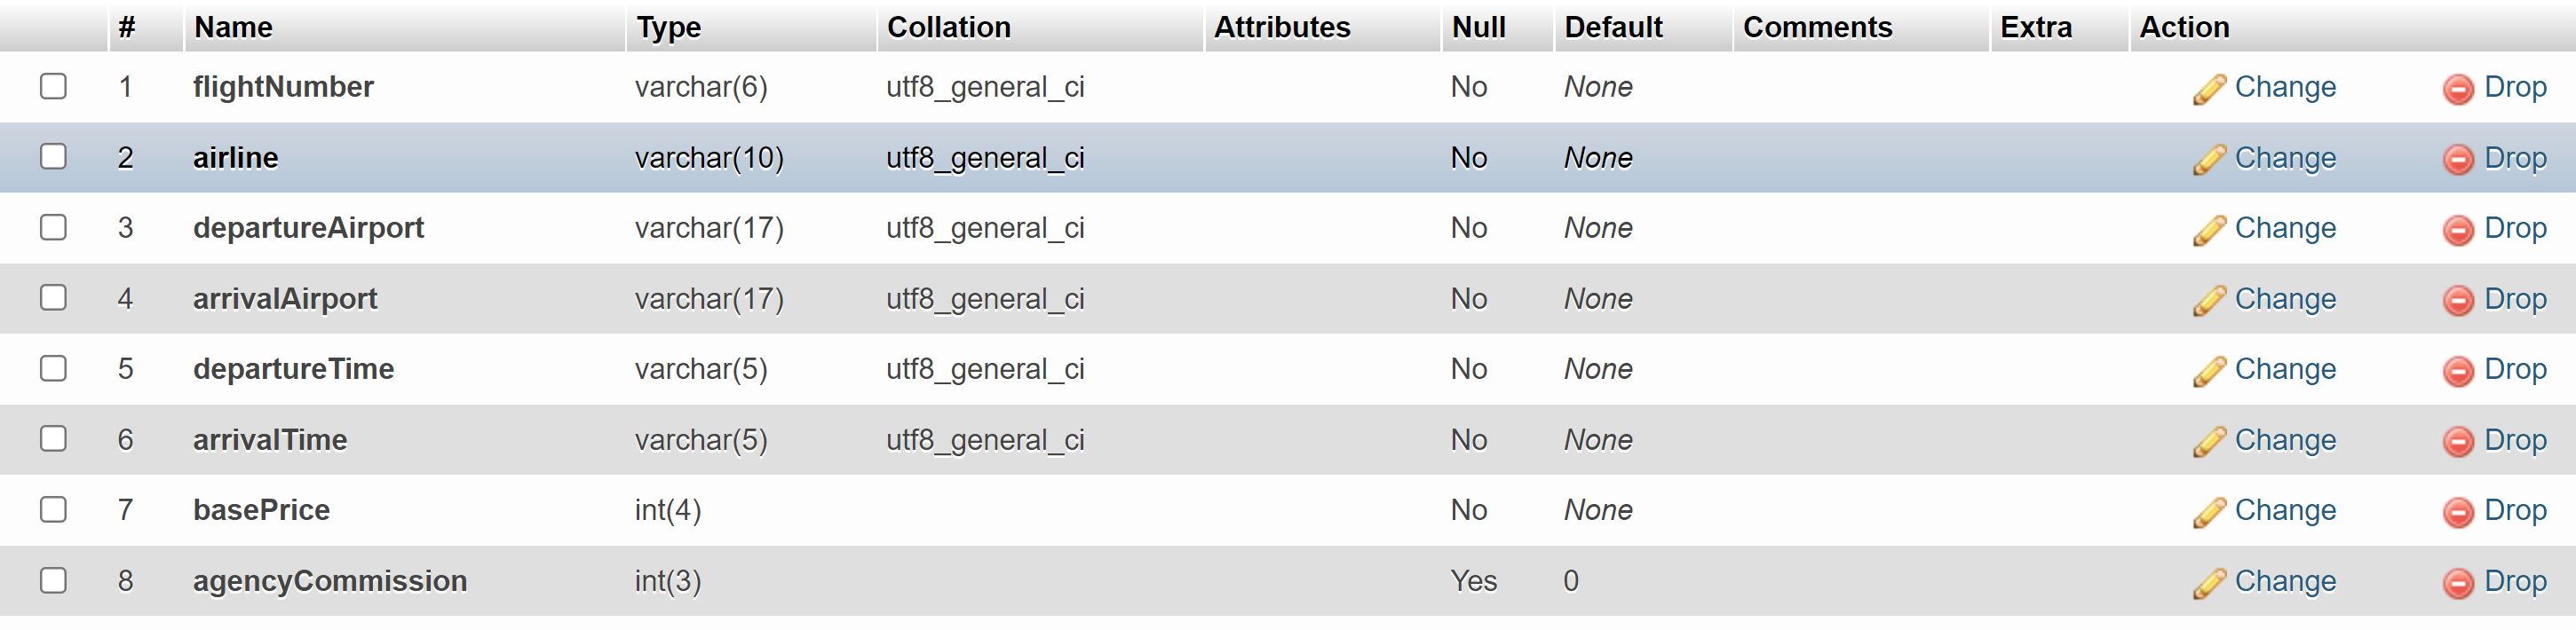 # Name Type Collation Attributes Null Default Comments Extra Action
1 flightNumber varchar(6) utf8_general_ci No None Change Drop
2 airline varchar(10) utf8_general_ci No None Change Drop
3 departureAirport varchar(17) utf8_general_ci No None Change Drop
4 arrivalAirport varchar(17) utf8_general_ci No None Change Drop
5 departureTime varchar(5) utf8_general_ci No None Change Drop
6 arrivalTime varchar(5) utf8_general_ci No None Change Drop
7 basePrice int(4) No None Change Drop
8 agencyCommission int(3) Yes 0 Change Drop